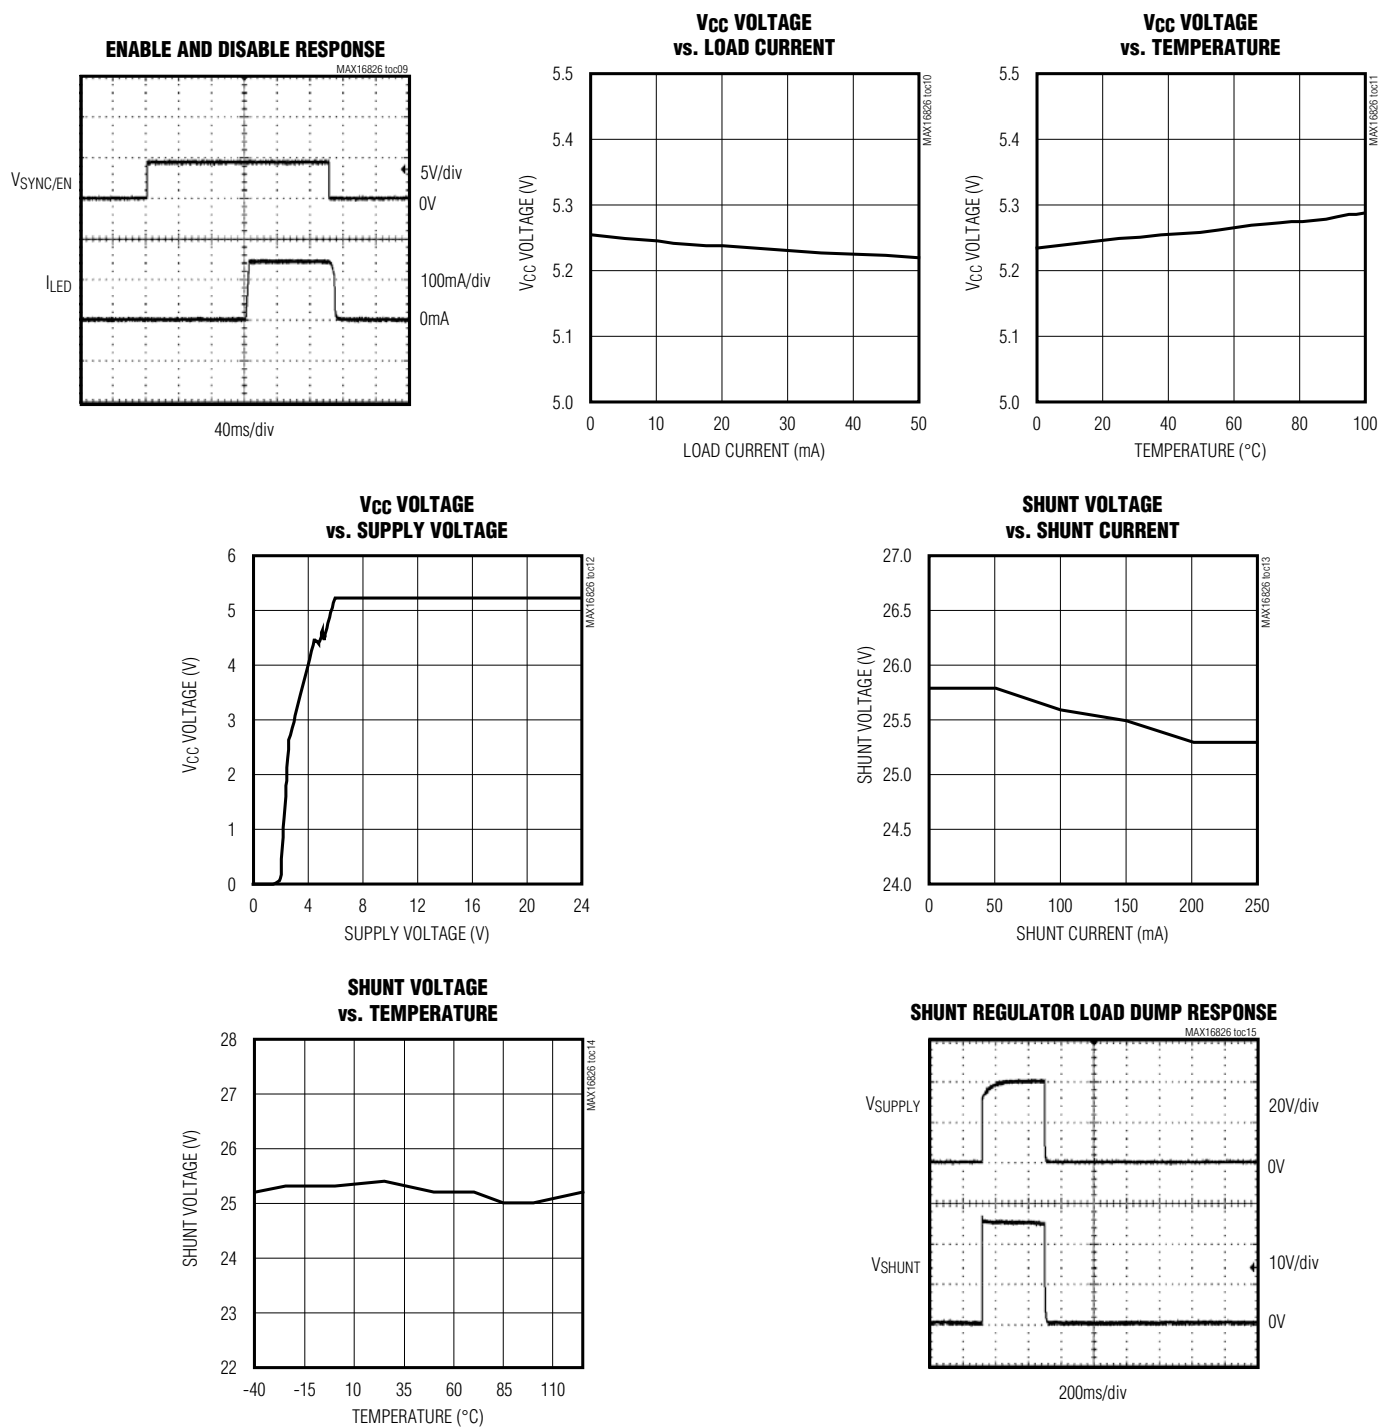 ENABLE AND DISABLE RESPONSE
MAX16826 toc09
VSYNC/EN
5V/div
0V
ILED
100mA/div
0mA
40ms/div
VCC VOLTAGE
vs. LOAD CURRENT
MAX16826 toc10
VCC VOLTAGE (V)
5.5
5.4
5.3
5.2
5.1
5.0
0 10 20 30 40 50
LOAD CURRENT (mA)
VCC VOLTAGE
vs. TEMPERATURE
MAX16826 toc11
VCC VOLTAGE (V)
5.5
5.4
5.3
5.2
5.1
5.0
0 20 40 60 80 100
TEMPERATURE (°C)
VCC VOLTAGE
vs. SUPPLY VOLTAGE
MAX16826 toc12
VCC VOLTAGE (V)
6
5
4
3
2
1
0
0 4 8 12 16 20 24
SUPPLY VOLTAGE (V)
SHUNT VOLTAGE
vs. SHUNT CURRENT
MAX16826 toc13
SHUNT VOLTAGE (V)
27.0
26.5
26.0
25.5
25.0
24.5
24.0
0 50 100 150 200 250
SHUNT CURRENT (mA)
SHUNT VOLTAGE
vs. TEMPERATURE
MAX16826 toc14
SHUNT VOLTAGE (V)
28
27
26
25
24
23
22
-40 -15 10 35 60 85 110
TEMPERATURE (°C)
SHUNT REGULATOR LOAD DUMP RESPONSE
MAX16826 toc15
VSUPPLY
20V/div
0V
VSHUNT
10V/div
0V
200ms/div